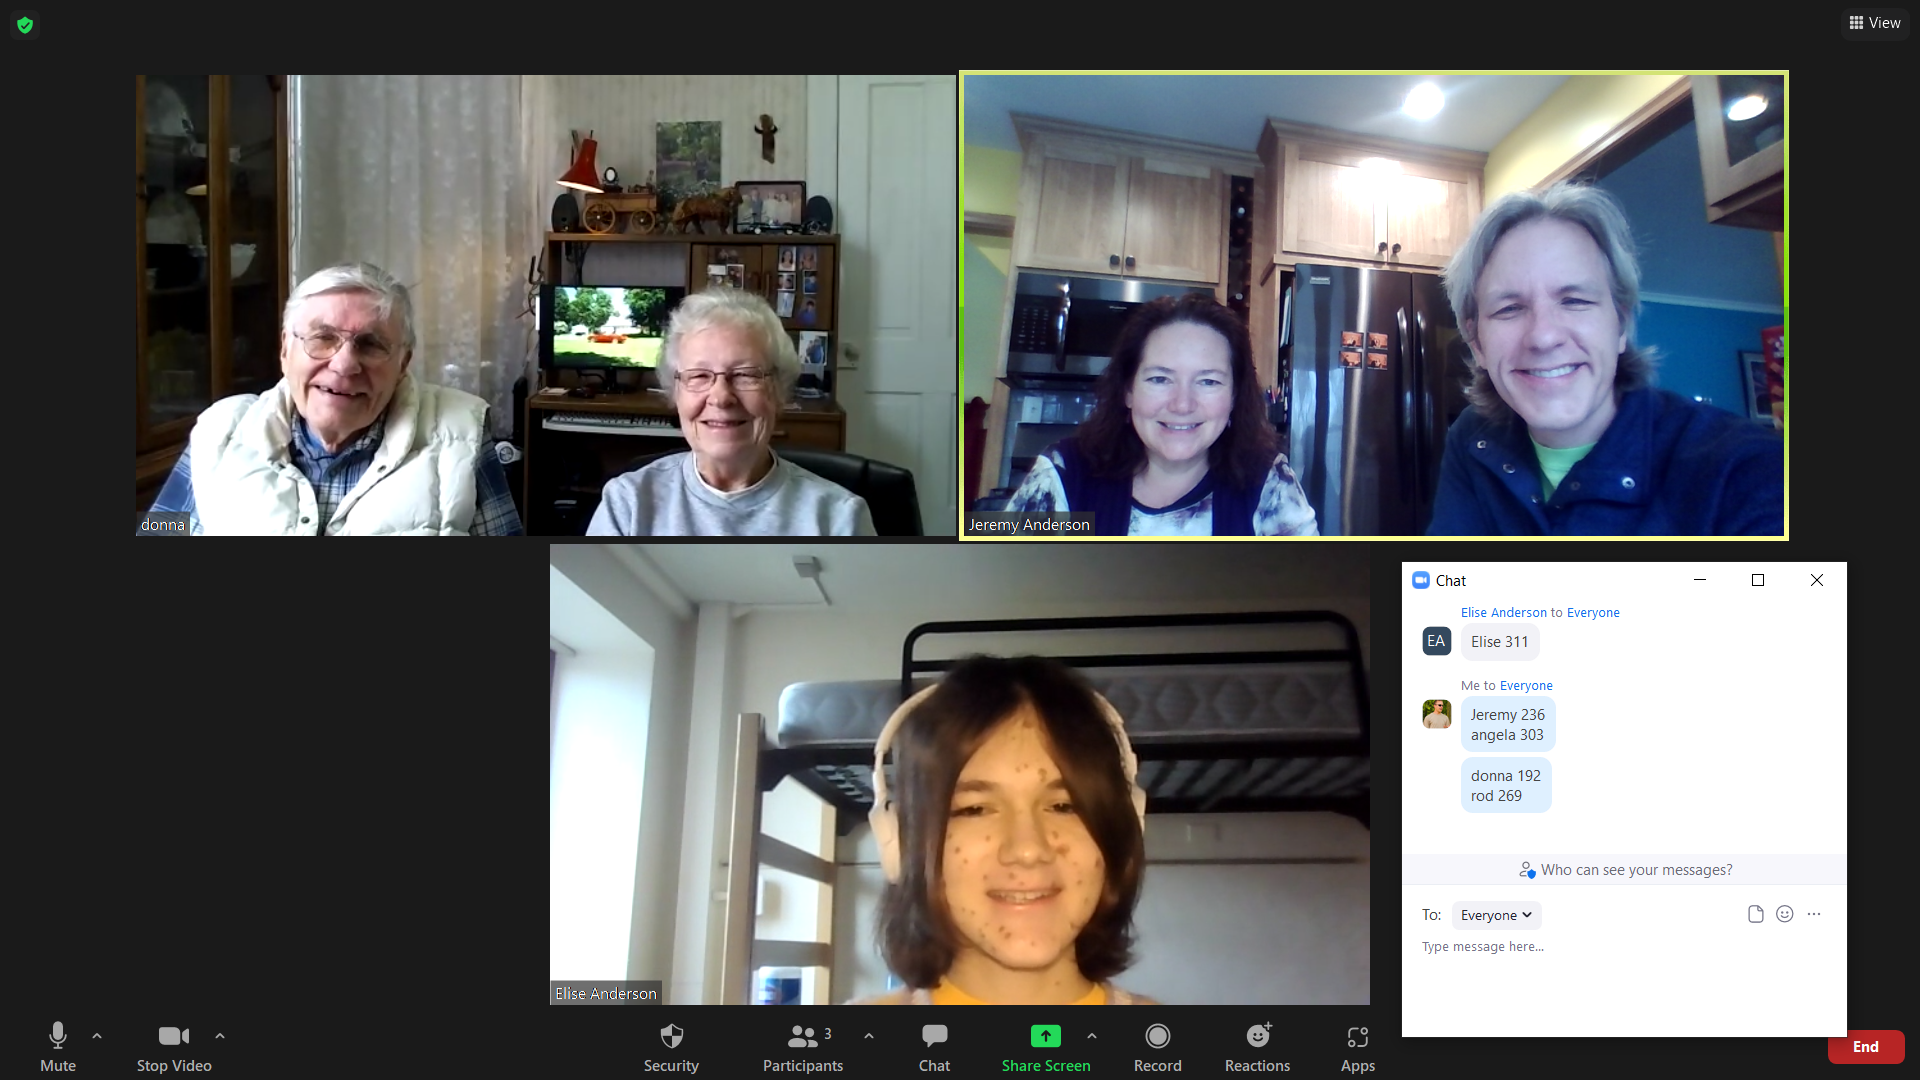 View
donna
Jeremy Anderson
Elise Anderson
Chat
Elise Anderson to Everyone
EA
Elise 311
Me to Everyone
Jeremy 236
angela 303
donna 192
rod 269
Who can see your messages?
To: Everyone
Type message here...
Mute
Stop Video
Security
3
Participants
Chat
Share Screen
Record
Reactions
Apps
End